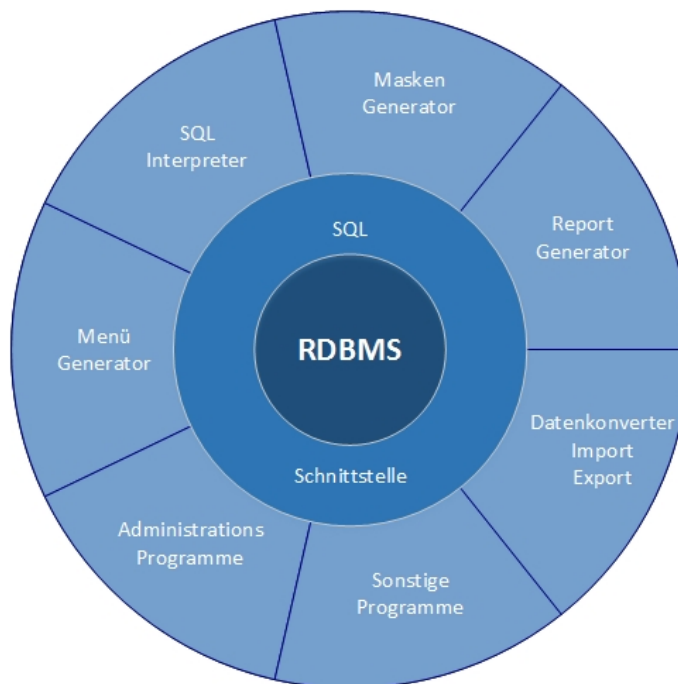 Masken
Generator
SQL
Interpreter
Report
Generator
SQL
RDBMS
Menü
Generator
Datenkonverter
Import
Export
Schnittstelle
Administrations
Programme
Sonstige
Programme